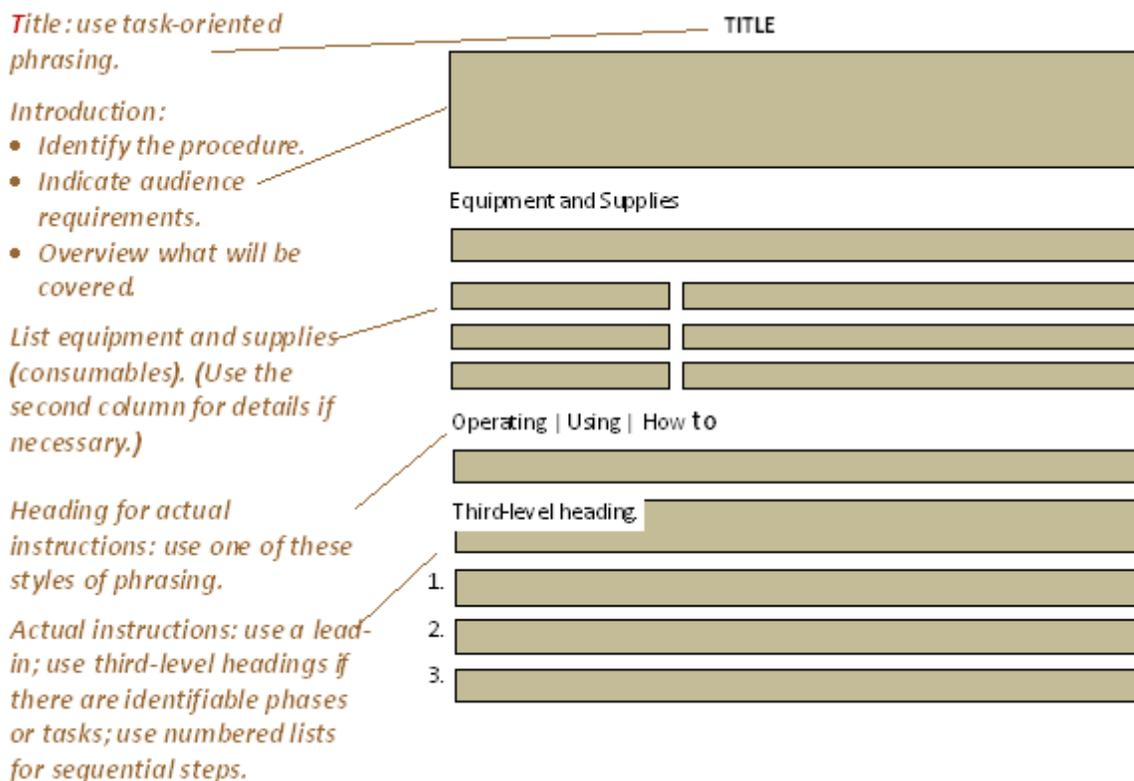 Title: use task-oriented
phrasing.
Introduction:
• Identify the procedure.
• Indicate audience
requirements.
• Overview what will be
covered.
List equipment and supplies
(consumables). (Use the
second column for details if
necessary.)
Heading for actual
instructions: use one of these
styles of phrasing.
Actual instructions: use a lead-
in; use third-level headings if
there are identifiable phases
or tasks; use numbered lists
for sequential steps.
TITLE
Equipment and Supplies
Operating | Using | How to
Third-level heading.
1.
2.
3.